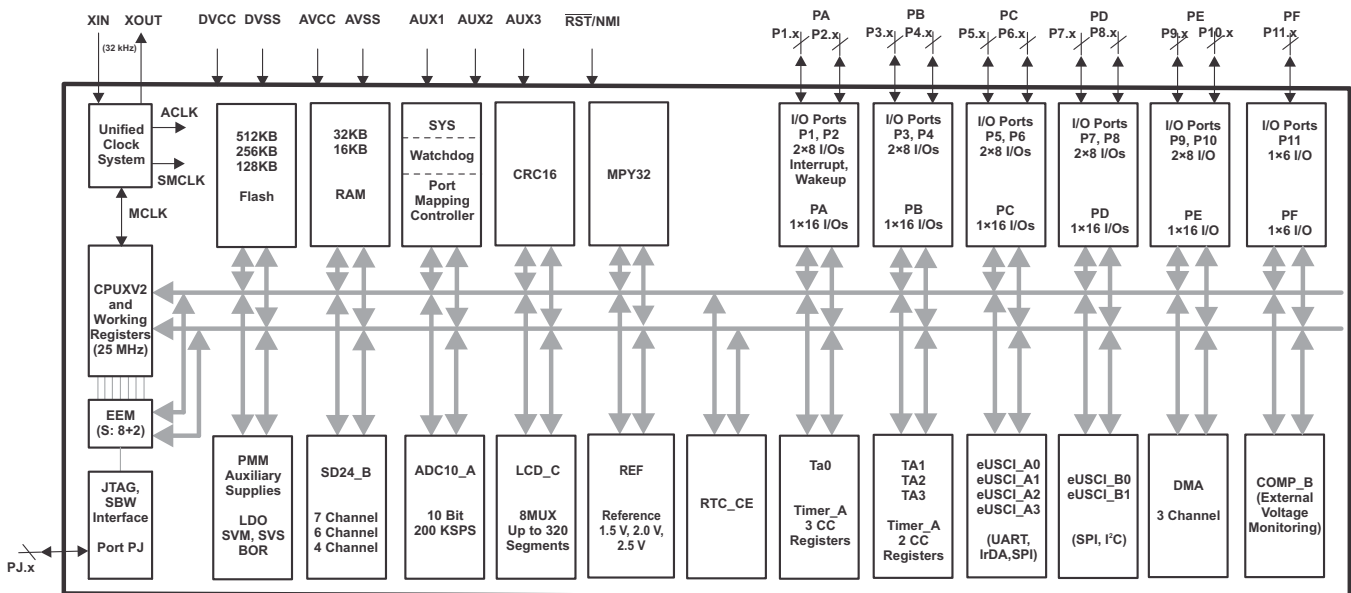 XIN XOUT DVCC DVSS AVCC AVSS AUX1 AUX2 AUX3 RST/NMI PA PB PC PD PE PF
P1.x P2.x P3.x P4.x P5.x P6.x P7.x P8.x P9.x P10.x P11.x
(32 kHz)
Unified
Clock
System
ACLK
SMCLK
MCLK
512KB
256KB
128KB
Flash
32KB
16KB
RAM
SYS
Watchdog
Port
Mapping
Controller
CRC16
MPY32
I/O Ports
P1, P2
2×8 I/Os
Interrupt,
Wakeup
PA
1×16 I/Os
I/O Ports
P3, P4
2×8 I/Os
PB
1×16 I/Os
I/O Ports
P5, P6
2×8 I/Os
PC
1×16 I/Os
I/O Ports
P7, P8
2×8 I/Os
PD
1×16 I/Os
I/O Ports
P9, P10
2×8 I/O
PE
1×16 I/O
I/O Ports
P11
1×6 I/O
PF
1×6 I/O
CPUXV2
and
Working
Registers
(25 MHz)
EEM
(S: 8+2)
JTAG,
SBW
Interface
Port PJ
PJ.x
PMM
Auxiliary
Supplies
LDO
SVM, SVS
BOR
SD24_B
7 Channel
6 Channel
4 Channel
ADC10_A
10 Bit
200 KSPS
LCD_C
8MUX
Up to 320
Segments
REF
Reference
1.5 V, 2.0 V,
2.5 V
RTC_CE
Ta0
Timer_A
3 CC
Registers
TA1
TA2
TA3
Timer_A
2 CC
Registers
eUSCI_A0
eUSCI_A1
eUSCI_A2
eUSCI_A3
(UART,
IrDA,SPI)
eUSCI_B0
eUSCI_B1
(SPI, I²C)
DMA
3 Channel
COMP_B
(External
Voltage
Monitoring)